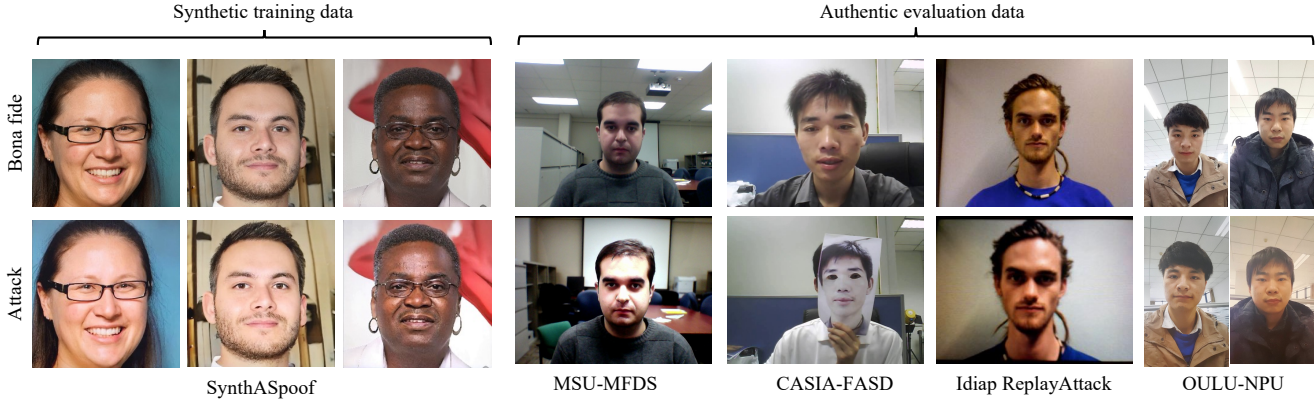 Synthetic training data
Authentic evaluation data
Bona fide
Attack
SynthASpoof
MSU-MFDS
CASIA-FASD
Idiap ReplayAttack
OULU-NPU